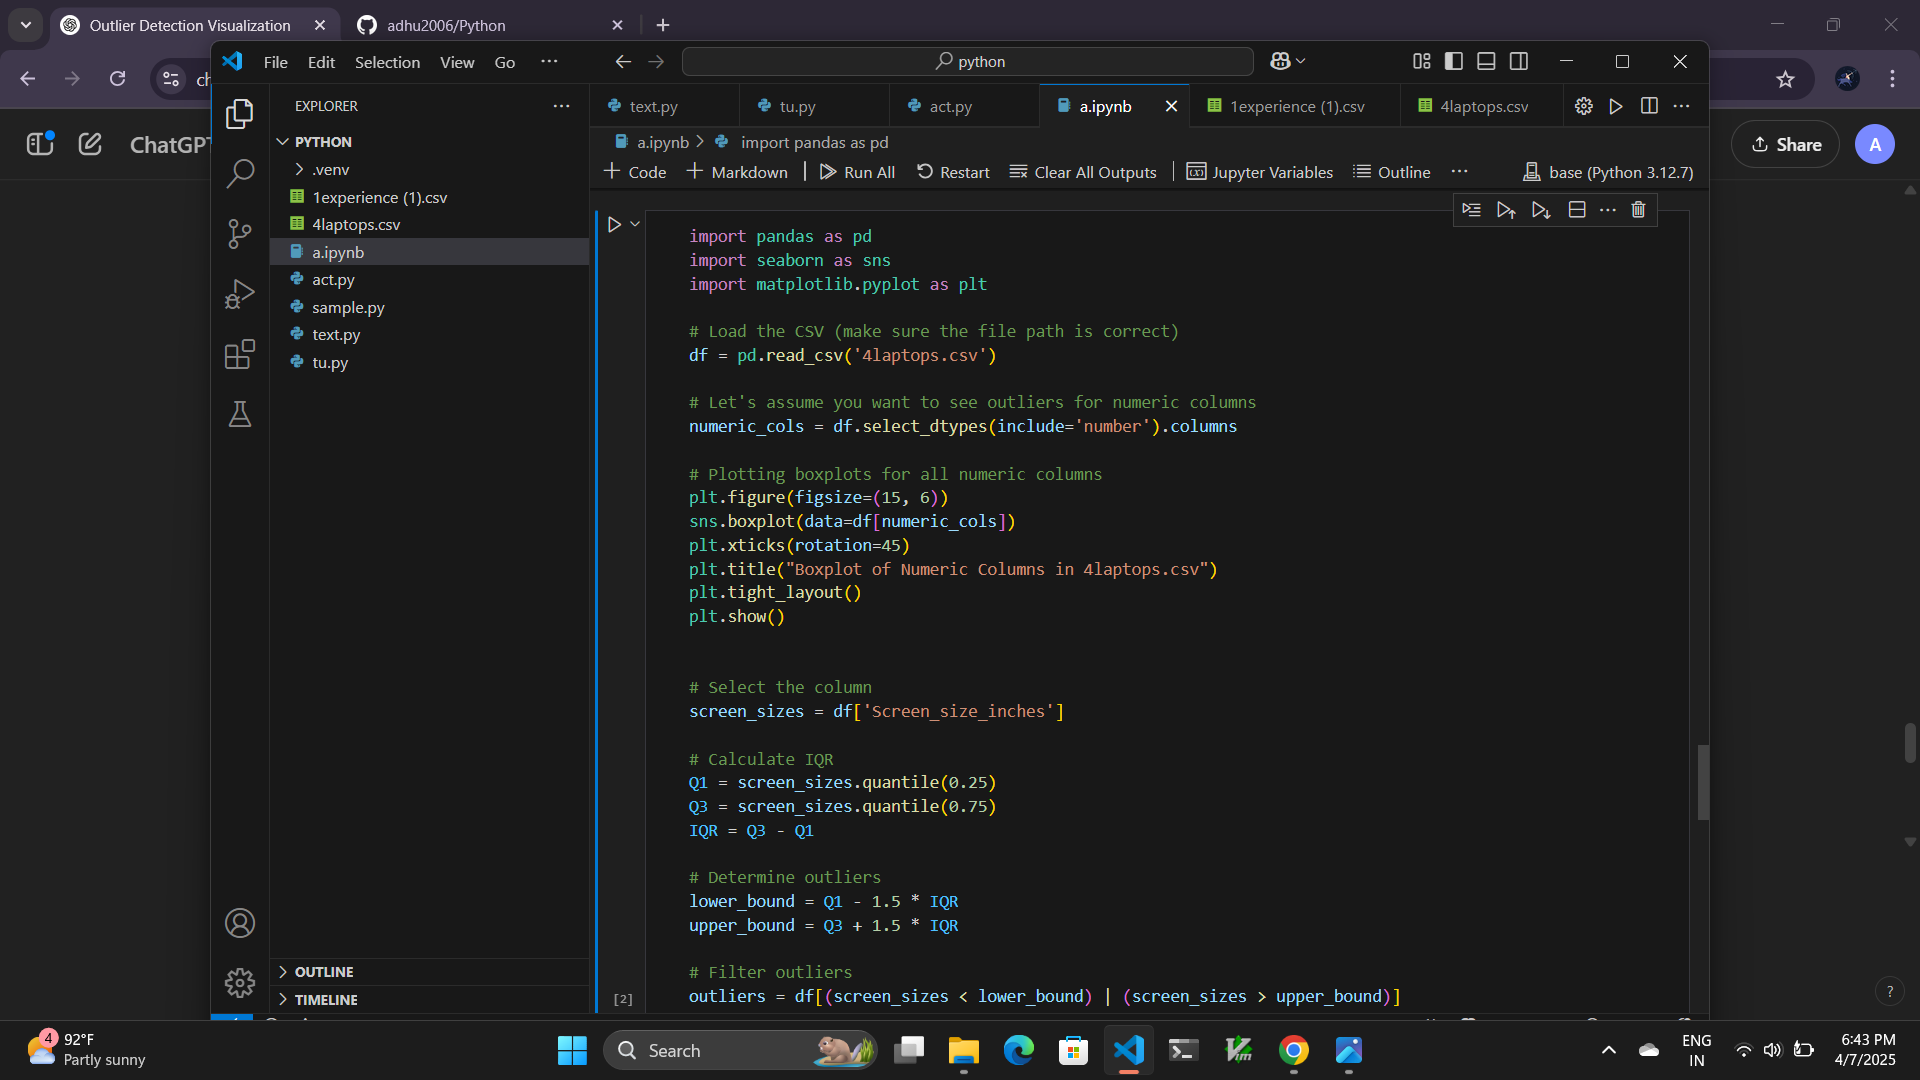 Outlier Detection Visualization
adhu2006/Python
ch
ChatGPT
Share
A
File Edit Selection View Go
python
EXPLORER
PYTHON
.venv
1experience (1).csv
4laptops.csv
a.ipynb
act.py
sample.py
text.py
tu.py
OUTLINE
TIMELINE
text.py
tu.py
act.py
a.ipynb
1experience (1).csv
4laptops.csv
a.ipynb > import pandas as pd
+ Code + Markdown | Run All Restart Clear All Outputs | Jupyter Variables Outline ··· base (Python 3.12.7)
import pandas as pd
import seaborn as sns
import matplotlib.pyplot as plt
# Load the CSV (make sure the file path is correct)
df = pd.read_csv('4laptops.csv')
# Let's assume you want to see outliers for numeric columns
numeric_cols = df.select_dtypes(include='number').columns
# Plotting boxplots for all numeric columns
plt.figure(figsize=(15, 6))
sns.boxplot(data=df[numeric_cols])
plt.xticks(rotation=45)
plt.title("Boxplot of Numeric Columns in 4laptops.csv")
plt.tight_layout()
plt.show()
# Select the column
screen_sizes = df['Screen_size_inches']
# Calculate IQR
Q1 = screen_sizes.quantile(0.25)
Q3 = screen_sizes.quantile(0.75)
IQR = Q3 - Q1
# Determine outliers
lower_bound = Q1 - 1.5 * IQR
upper_bound = Q3 + 1.5 * IQR
# Filter outliers
outliers = df[(screen_sizes < lower_bound) | (screen_sizes > upper_bound)]
[2]
?
4
92°F
Partly sunny
Search
ENG
IN
6:43 PM
4/7/2025